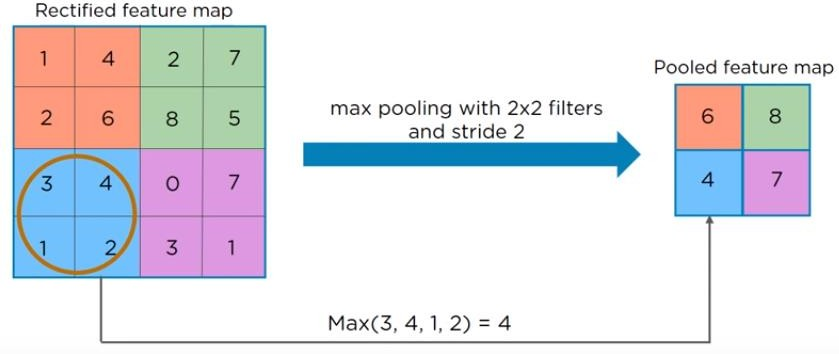 Rectified feature map
1 4 2 7
2 6 8 5
3 4 0 7
1 2 3 1
max pooling with 2x2 filters
and stride 2
Pooled feature map
6 8
4 7
Max(3, 4, 1, 2) = 4